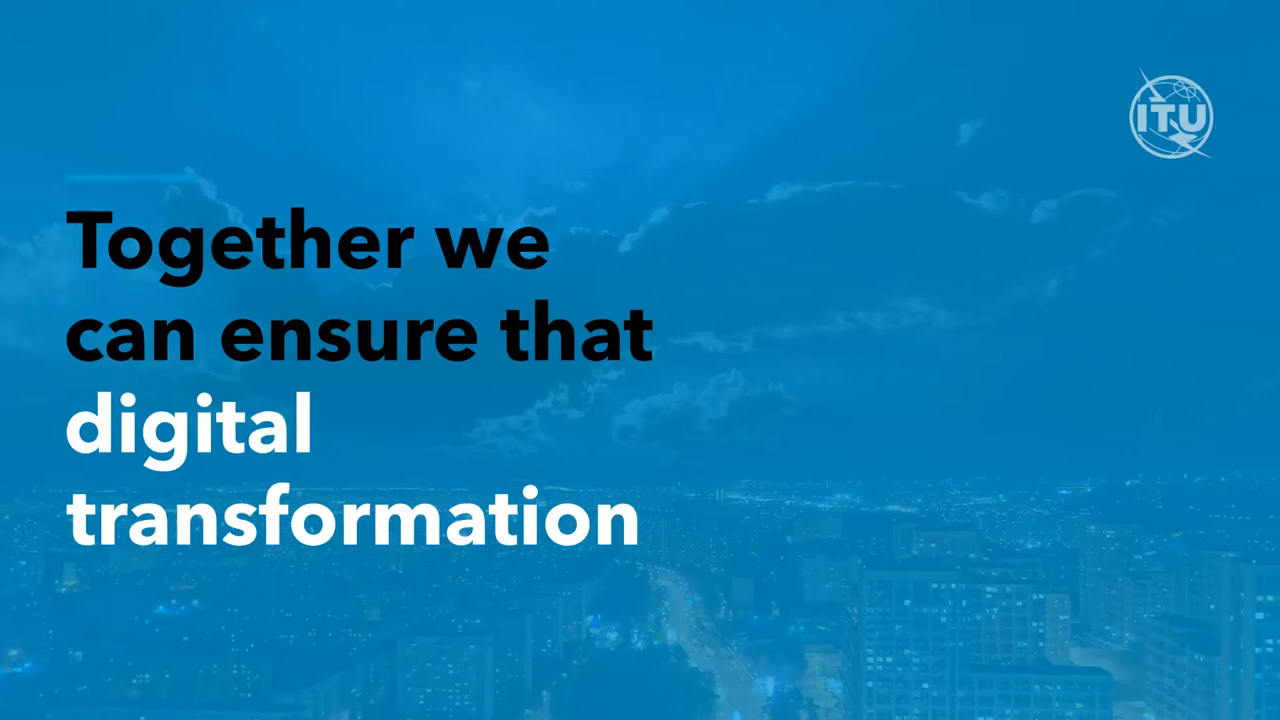 ITU
Together we
can ensure that
digital
transformation